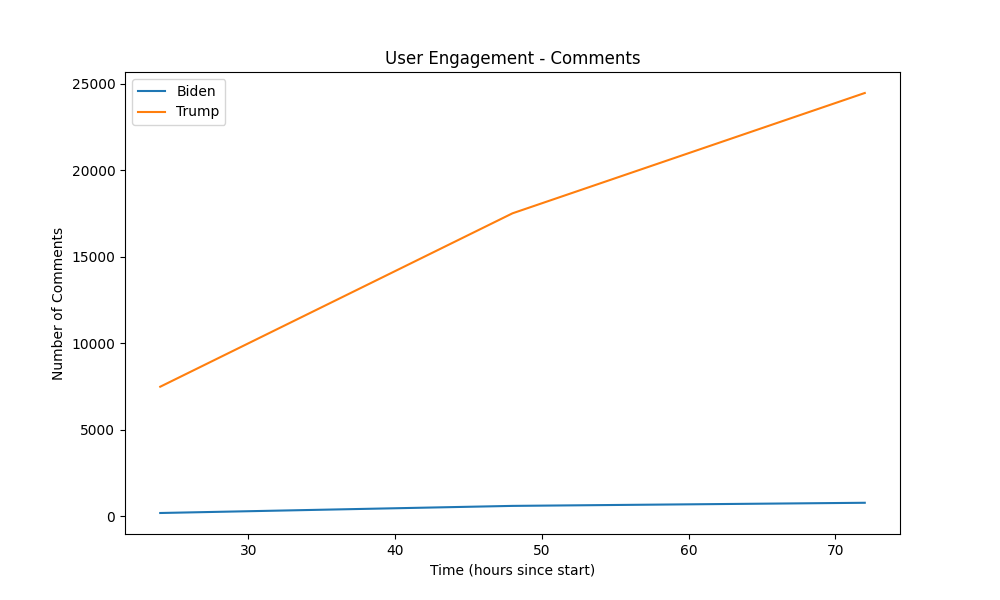 User Engagement - Comments
Biden
Trump
25000
20000
15000
10000
5000
0
Number of Comments
30 40 50 60 70
Time (hours since start)